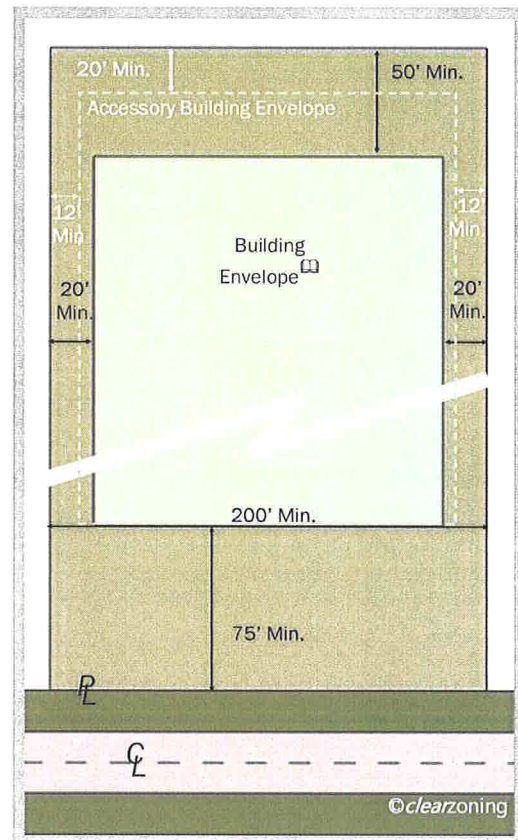 20' Min.
50' Min.
Accessory Building Envelope
12
Min
12
Min
Building
Envelope
20'
Min.
20'
Min.
200' Min.
75' Min.
PL
CL
©clearzoning